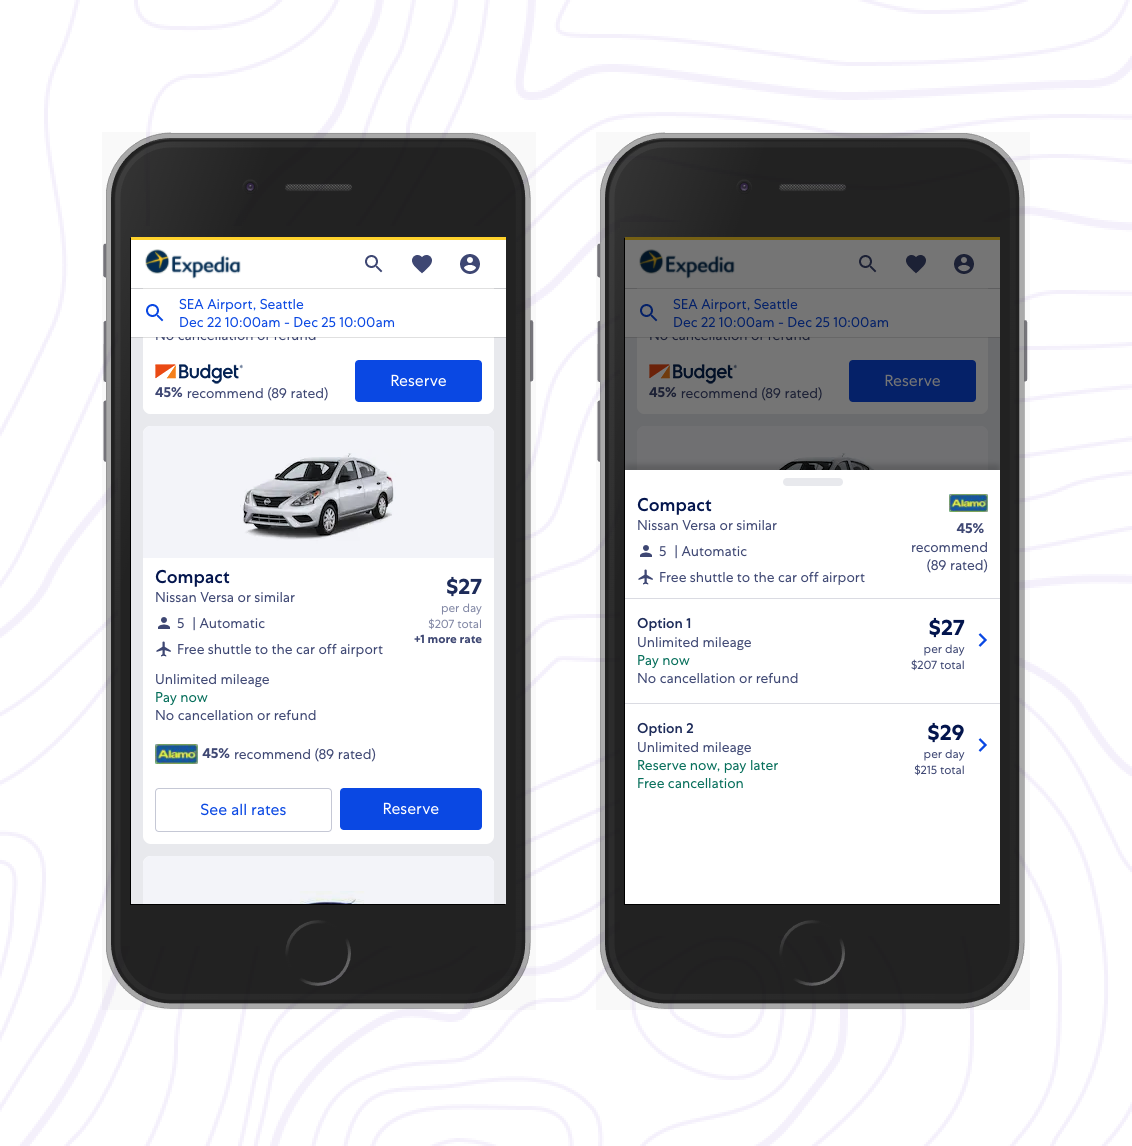 Expedia
SEA Airport, Seattle
Dec 22 10:00am - Dec 25 10:00am
No cancellation or refund
Budget
45% recommend (89 rated)
Reserve
Compact
Nissan Versa or similar
5 | Automatic
Free shuttle to the car off airport
$27
per day
$207 total
+1 more rate
Unlimited mileage
Pay now
No cancellation or refund
Alamo 45% recommend (89 rated)
See all rates
Reserve
Expedia
SEA Airport, Seattle
Dec 22 10:00am - Dec 25 10:00am
No cancellation or refund
Budget
45% recommend (89 rated)
Reserve
Compact
Nissan Versa or similar
5 | Automatic
Free shuttle to the car off airport
Alamo
45%
recommend
(89 rated)
Option 1
Unlimited mileage
Pay now
No cancellation or refund
$27
per day
$207 total
Option 2
Unlimited mileage
Reserve now, pay later
Free cancellation
$29
per day
$215 total